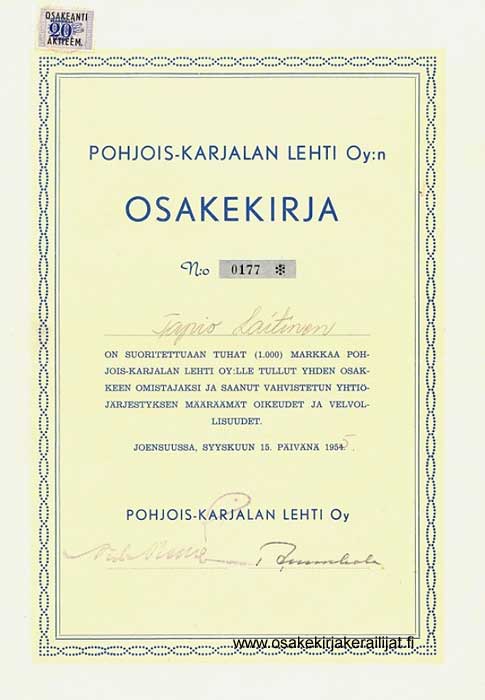 OSAKEANTI
20
AKTIEEM.
POHJOIS-KARJALAN LEHTI Oy:n
OSAKEKIRJA
N:o 0177 ✻
Tapio Laitinen
ON SUORITETTUAAN TUHAT (1.000) MARKKAA POH-
JOIS-KARJALAN LEHTI OY:LLE TULLUT YHDEN OSAK-
KEEN OMISTAJAKSI JA SAANUT VAHVISTETUN YHTIÖ-
JÄRJESTYKSEN MÄÄRÄÄMÄT OIKEUDET JA VELVOL-
LISUUDET.
JOENSUUSSA, SYYSKUUN 15. PÄIVÄNÄ 1954 5.
POHJOIS-KARJALAN LEHTI Oy
www.osakekirjakerailijat.fi